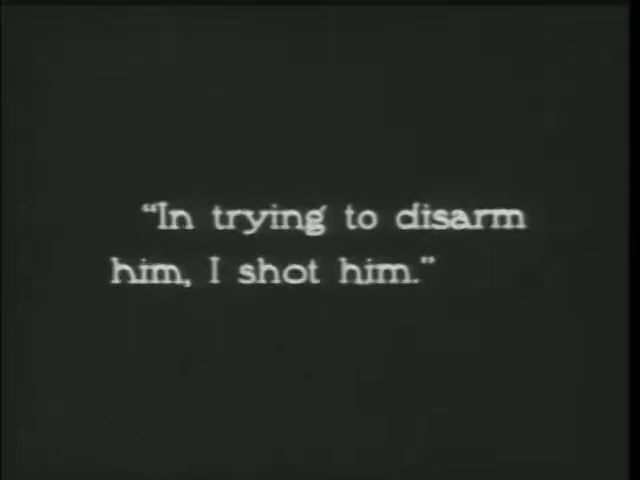 “In trying to disarm
him, I shot him.”